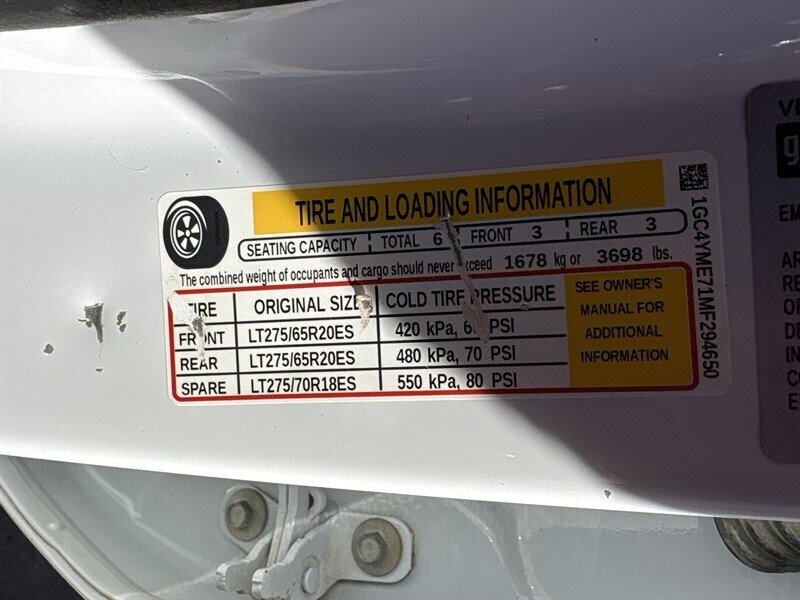 TIRE AND LOADING INFORMATION
SEATING CAPACITY TOTAL 6 FRONT 3 REAR 3
The combined weight of occupants and cargo should never exceed 1678 kg or 3698 lbs.
TIRE ORIGINAL SIZE COLD TIRE PRESSURE
FRONT LT275/65R20ES 420 kPa, PSI
REAR LT275/65R20ES 480 kPa, 70 PSI
SPARE LT275/70R18ES 550 kPa, 80 PSI
SEE OWNER'S
MANUAL FOR
ADDITIONAL
INFORMATION
1GC4YME71MF294650